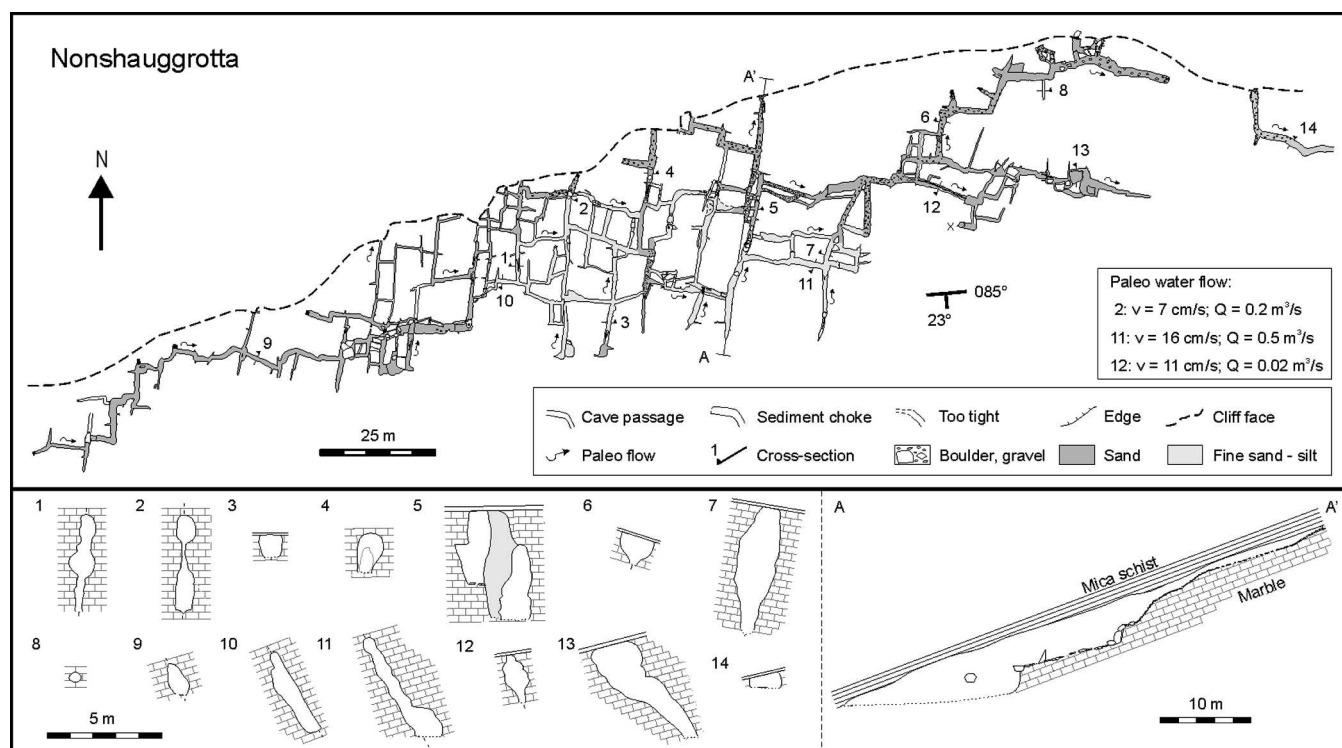 Nonshauggrotta
N
A'
8
6
14
13
4
12
2
5
x
1
7
10
11
3
9
A
085°
23°
25 m
Paleo water flow:
2: v = 7 cm/s; Q = 0.2 m³/s
11: v = 16 cm/s; Q = 0.5 m³/s
12: v = 11 cm/s; Q = 0.02 m³/s
Cave passage
Sediment choke
Too tight
Edge
Cliff face
Paleo flow
1 Cross-section
Boulder, gravel
Sand
Fine sand - silt
1 2 3 4 5 6 7
8 9 10 11 12 13 14
5 m
A A'
Mica schist
Marble
10 m